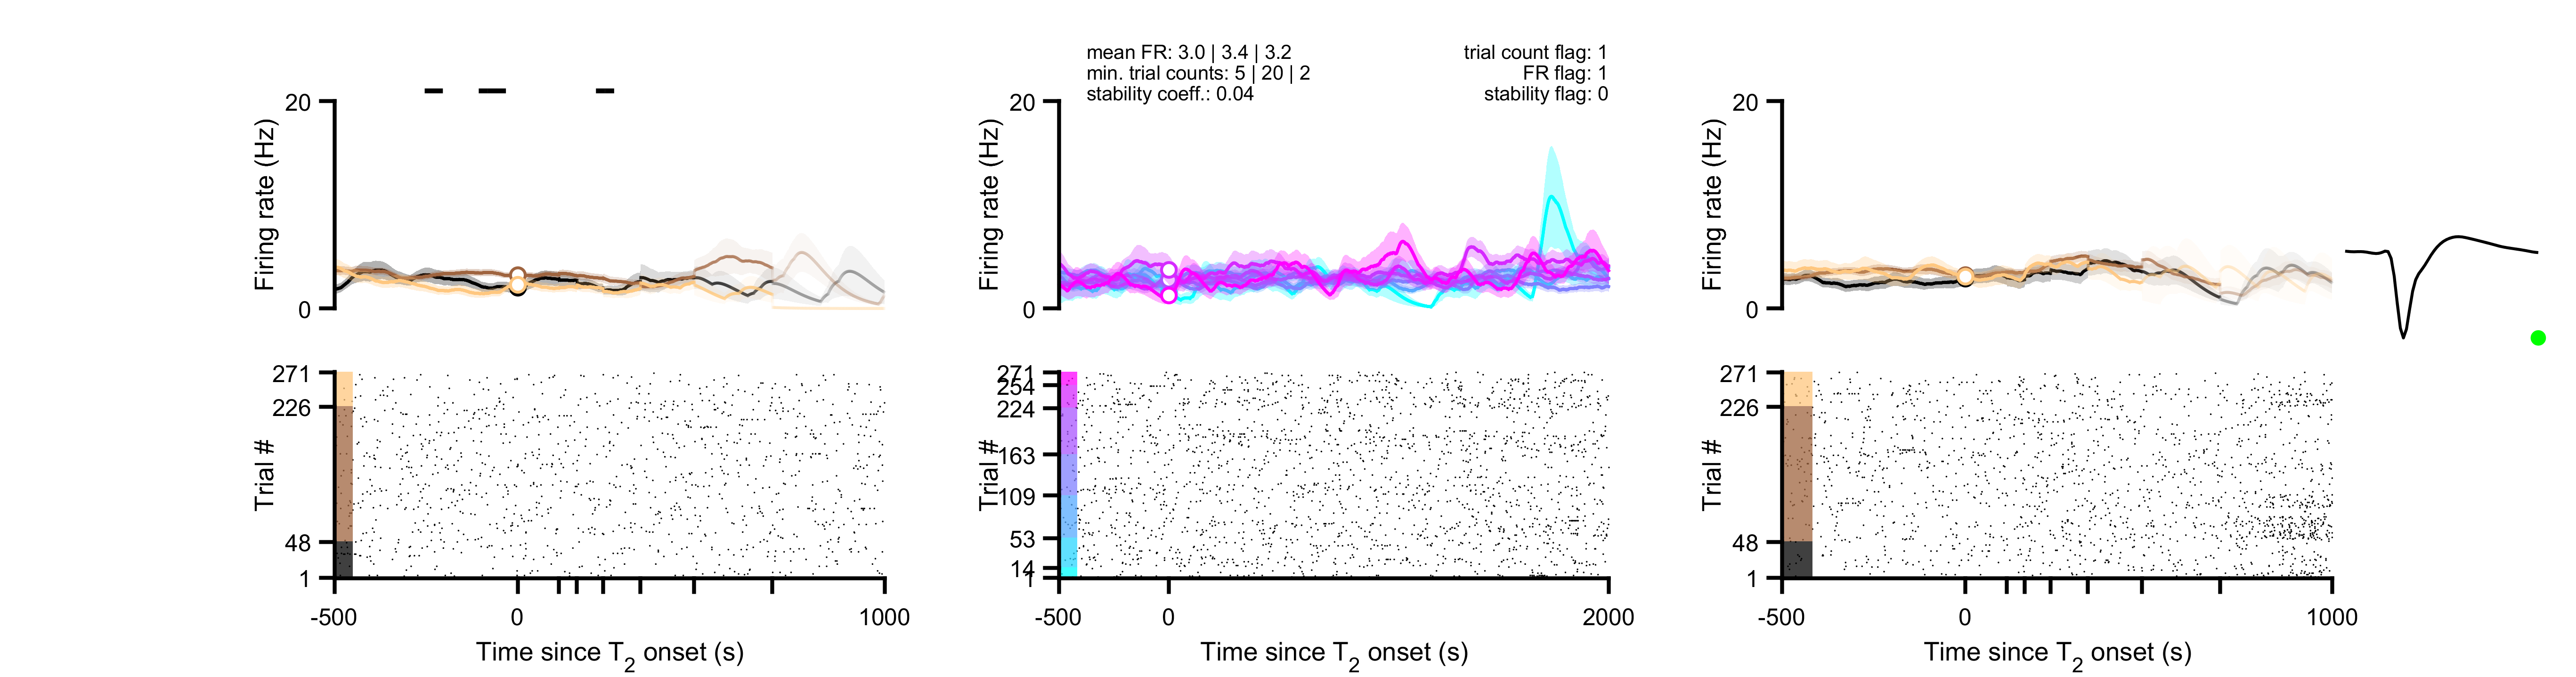 mean FR: 3.0 | 3.4 | 3.2
min. trial counts: 5 | 20 | 2
stability coeff.: 0.04
trial count flag: 1
FR flag: 1
stability flag: 0
20
0
Firing rate (Hz)
271
226
48
1
Trial #
-500
0
1000
Time since T2 onset (s)
20
0
Firing rate (Hz)
271
254
224
163
109
53
14
1
Trial #
-500
0
2000
Time since T2 onset (s)
20
0
Firing rate (Hz)
271
226
48
1
Trial #
-500
0
1000
Time since T2 onset (s)